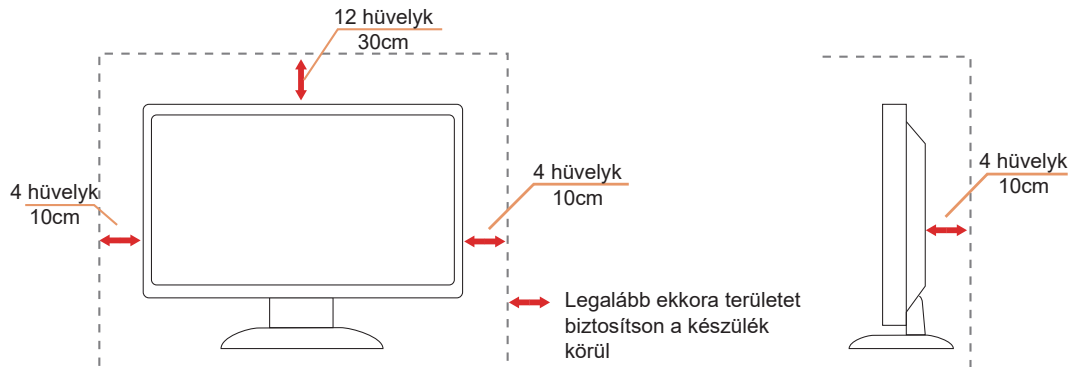 12 hüvelyk
30cm
4 hüvelyk
10cm
4 hüvelyk
10cm
4 hüvelyk
10cm
Legalább ekkora területet
biztosítson a készülék
körül